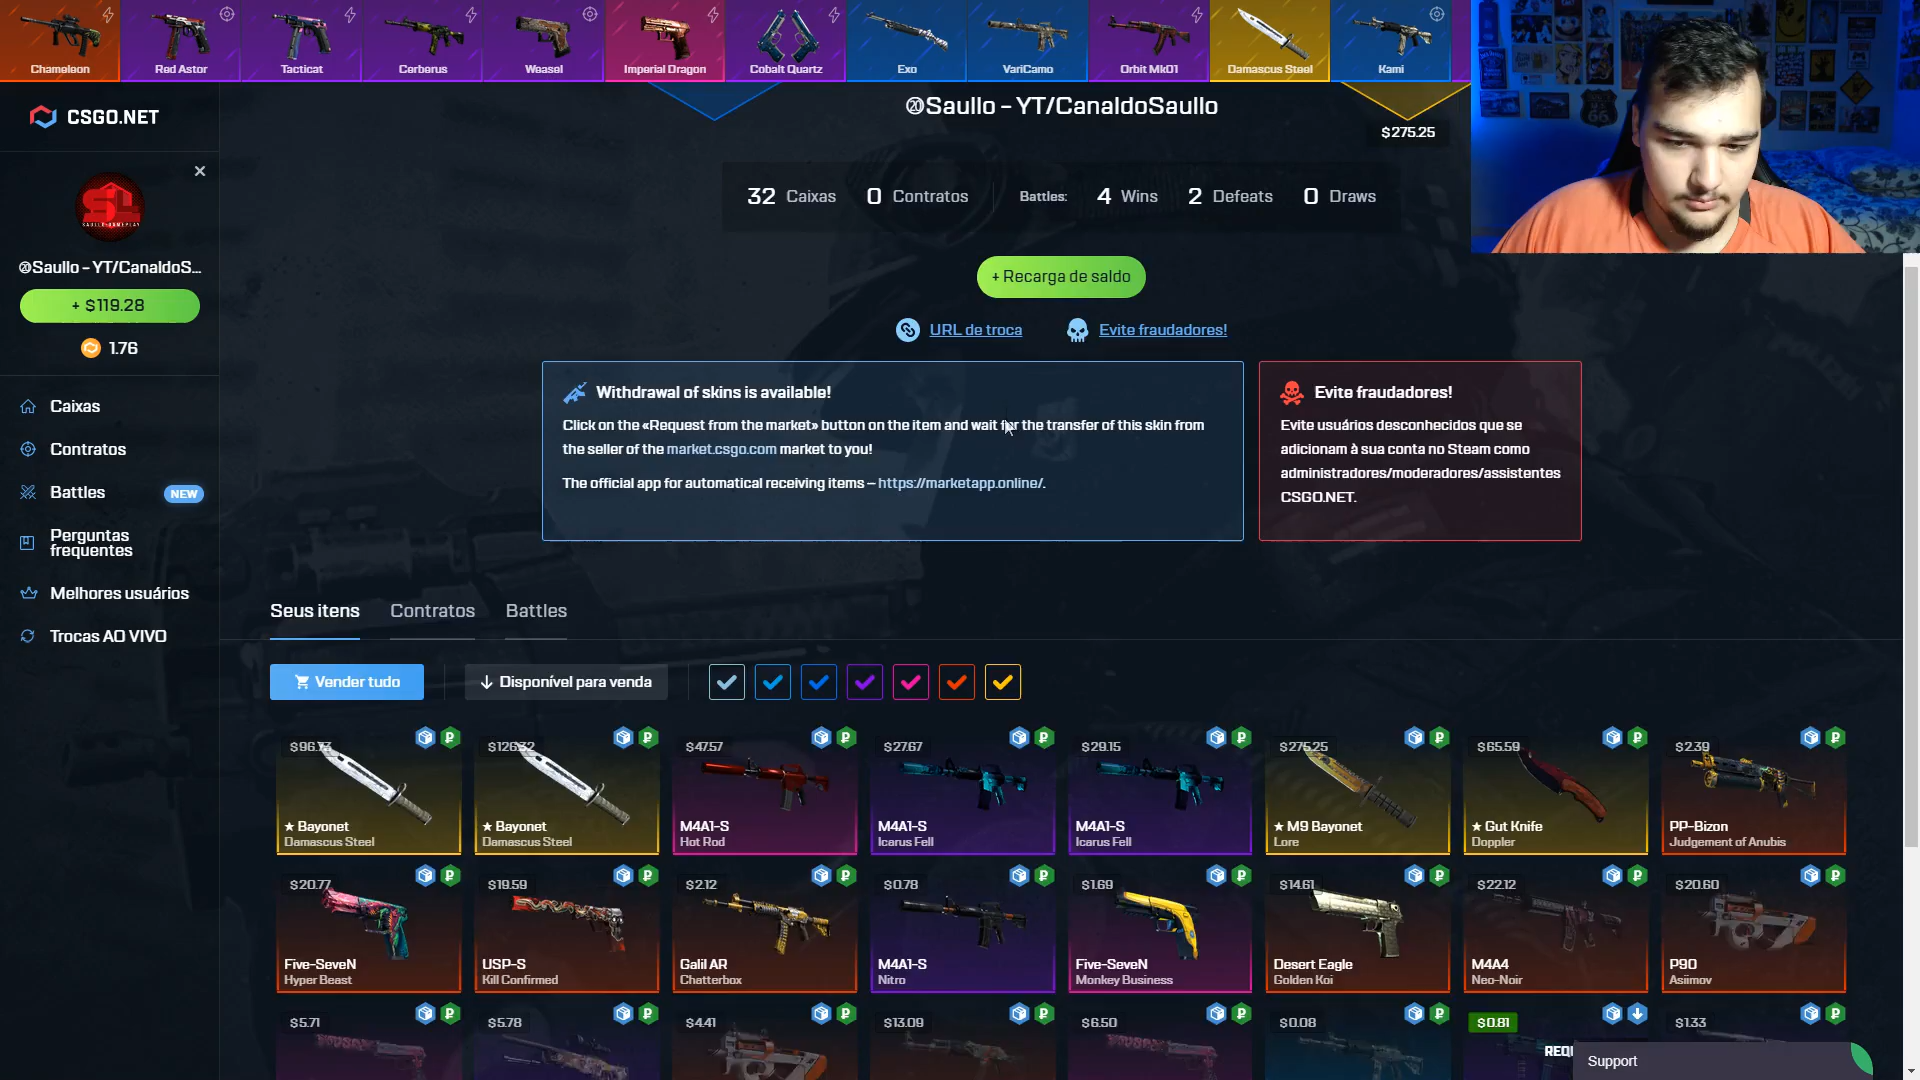 Chameleon
Red Astor
Tacticat
Cerberus
Weasel
Imperial Dragon
Cobalt Quartz
Exo
VariCamo
Orbit Mk01
Damascus Steel
Kami
CSGO.NET
SL
SAULLO GAMEPLAY
⑳Saullo - YT/CanaldoS...
+ $119.28
1.76
Caixas
Contratos
Battles
NEW
Perguntas
frequentes
Melhores usuários
Trocas AO VIVO
⑳Saullo - YT/CanaldoSaullo
$275.25
32 Caixas 0 Contratos Battles: 4 Wins 2 Defeats 0 Draws
+ Recarga de saldo
URL de troca Evite fraudadores!
Withdrawal of skins is available!
Click on the «Request from the market» button on the item and wait for the transfer of this skin from
the seller of the market.csgo.com market to you!
The official app for automatical receiving items – https://marketapp.online/.
Evite fraudadores!
Evite usuários desconhecidos que se
adicionam à sua conta no Steam como
administradores/moderadores/assistentes
CSGO.NET.
Seus itens Contratos Battles
Vender tudo
Disponível para venda
$96.73
★ Bayonet
Damascus Steel
$126.32
★ Bayonet
Damascus Steel
$47.57
M4A1-S
Hot Rod
$27.67
M4A1-S
Icarus Fell
$29.15
M4A1-S
Icarus Fell
$275.25
★ M9 Bayonet
Lore
$65.59
★ Gut Knife
Doppler
$2.39
PP-Bizon
Judgement of Anubis
$20.77
Five-SeveN
Hyper Beast
$19.59
USP-S
Kill Confirmed
$2.12
Galil AR
Chatterbox
$0.78
M4A1-S
Nitro
$1.69
Five-SeveN
Monkey Business
$14.61
Desert Eagle
Golden Koi
$22.12
M4A4
Neo-Noir
$20.60
P90
Asiimov
$5.71
$5.78
$4.41
$13.09
$6.50
$0.08
$0.81
$1.33
Support